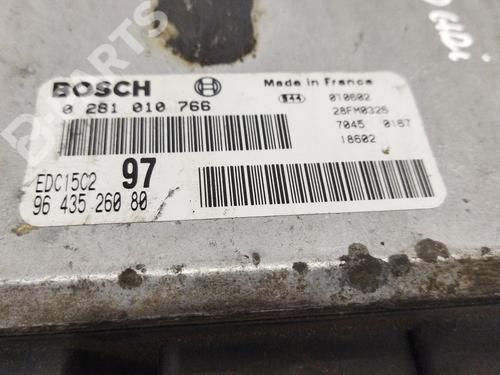 BOSCH
Made in France
0 281 010 766
010602
28FM0326
7045 0187
18602
EDC15C2 97
96 435 260 80
B-PARTS